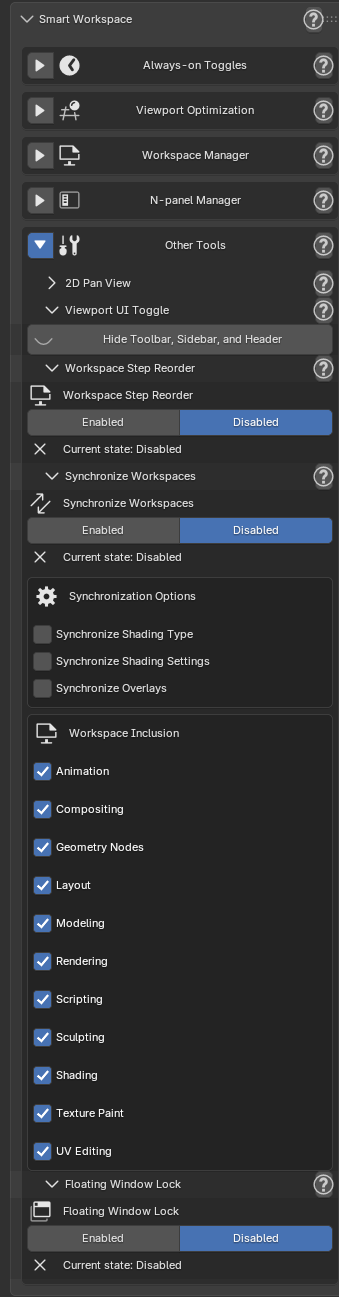 Smart Workspace
Always-on Toggles
Viewport Optimization
Workspace Manager
N-panel Manager
Other Tools
2D Pan View
Viewport UI Toggle
Hide Toolbar, Sidebar, and Header
Workspace Step Reorder
Workspace Step Reorder
Enabled Disabled
Current state: Disabled
Synchronize Workspaces
Synchronize Workspaces
Enabled Disabled
Current state: Disabled
Synchronization Options
Synchronize Shading Type
Synchronize Shading Settings
Synchronize Overlays
Workspace Inclusion
Animation
Compositing
Geometry Nodes
Layout
Modeling
Rendering
Scripting
Sculpting
Shading
Texture Paint
UV Editing
Floating Window Lock
Floating Window Lock
Enabled Disabled
Current state: Disabled